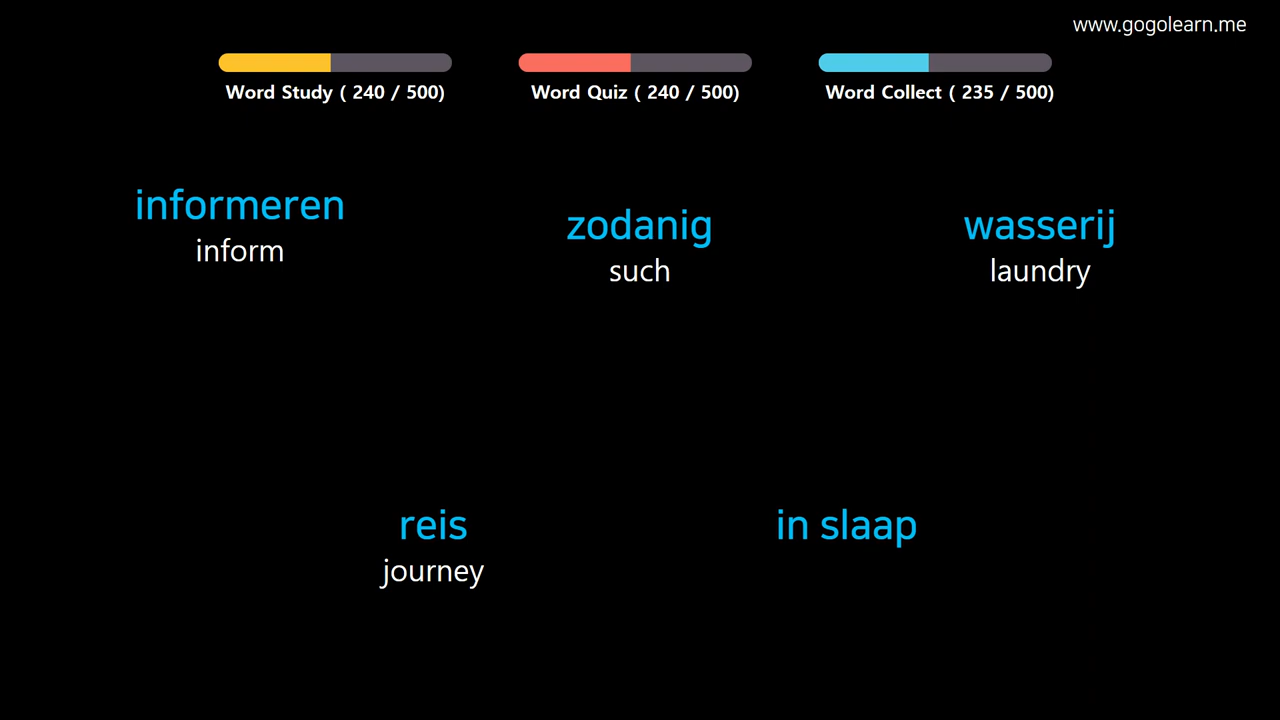 www.gogolearn.me
Word Study ( 240 / 500)
Word Quiz ( 240 / 500)
Word Collect ( 235 / 500)
informeren
inform
zodanig
such
wasserij
laundry
reis
journey
in slaap